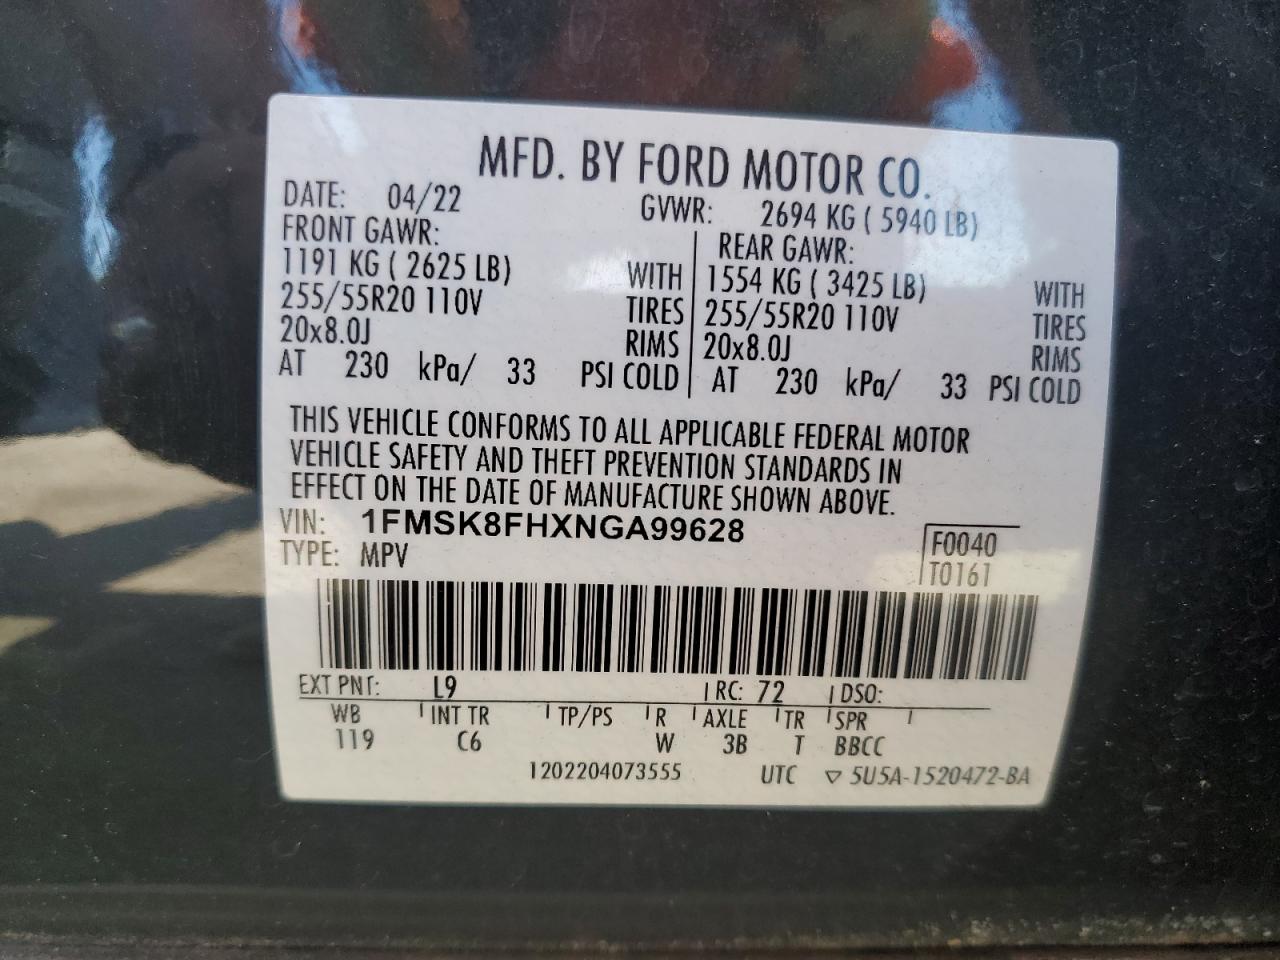 MFD. BY FORD MOTOR CO.
DATE: 04/22 GVWR: 2694 KG ( 5940 LB)
FRONT GAWR: REAR GAWR:
1191 KG ( 2625 LB) WITH 1554 KG ( 3425 LB) WITH
255/55R20 110V TIRES 255/55R20 110V TIRES
20x8.0J RIMS 20x8.0J RIMS
AT 230 kPa/ 33 PSI COLD AT 230 kPa/ 33 PSI COLD
THIS VEHICLE CONFORMS TO ALL APPLICABLE FEDERAL MOTOR
VEHICLE SAFETY AND THEFT PREVENTION STANDARDS IN
EFFECT ON THE DATE OF MANUFACTURE SHOWN ABOVE.
VIN: 1FMSK8FHXNGA99628
TYPE: MPV
F0040
T0161
EXT PNT: L9 RC: 72 DSO:
WB INT TR TP/PS R AXLE TR SPR
119 C6 W 3B T BBCC
1202204073555 UTC ▽ 5U5A-1520472-BA